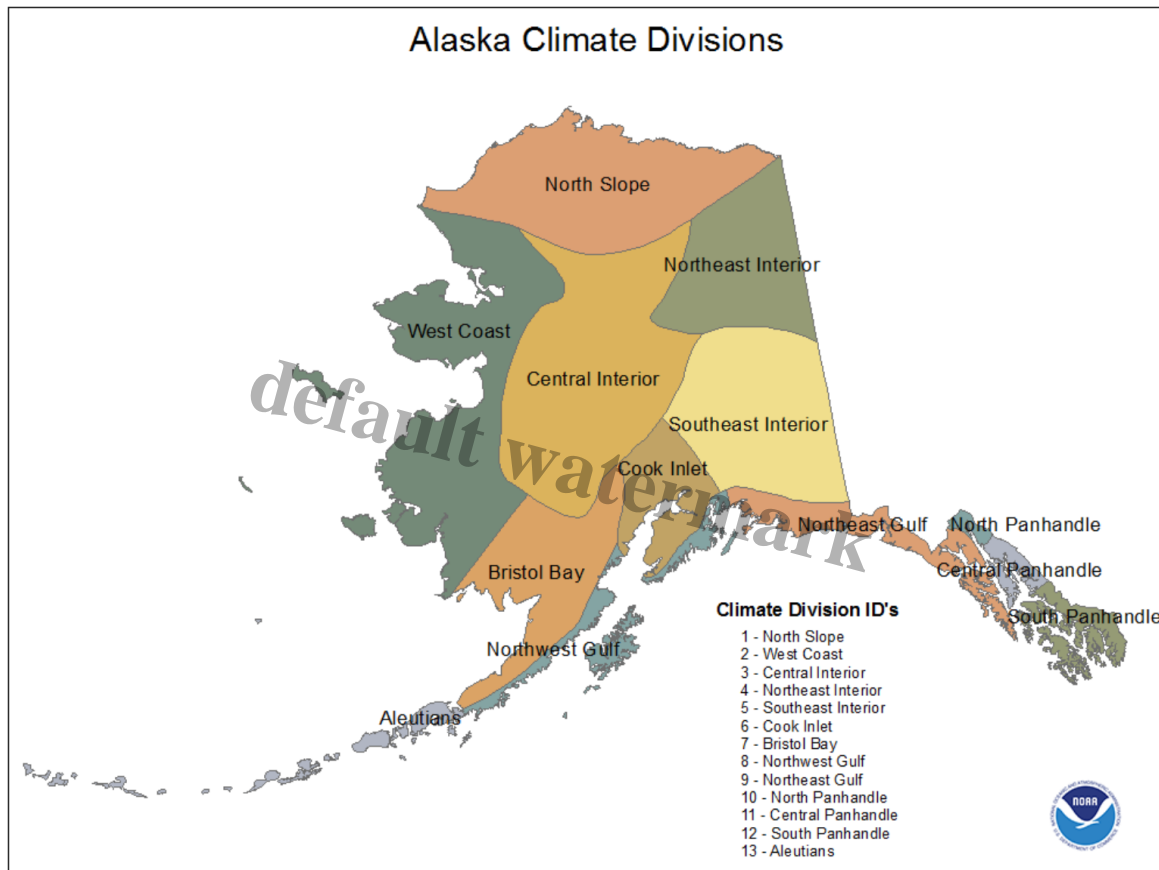 Alaska Climate Divisions
North Slope
Northeast Interior
West Coast
Central Interior
Southeast Interior
Cook Inlet
Northeast Gulf
North Panhandle
Central Panhandle
Bristol Bay
South Panhandle
Northwest Gulf
Aleutians
default watermark
Climate Division ID's
1 - North Slope
2 - West Coast
3 - Central Interior
4 - Northeast Interior
5 - Southeast Interior
6 - Cook Inlet
7 - Bristol Bay
8 - Northwest Gulf
9 - Northeast Gulf
10 - North Panhandle
11 - Central Panhandle
12 - South Panhandle
13 - Aleutians
NOAA